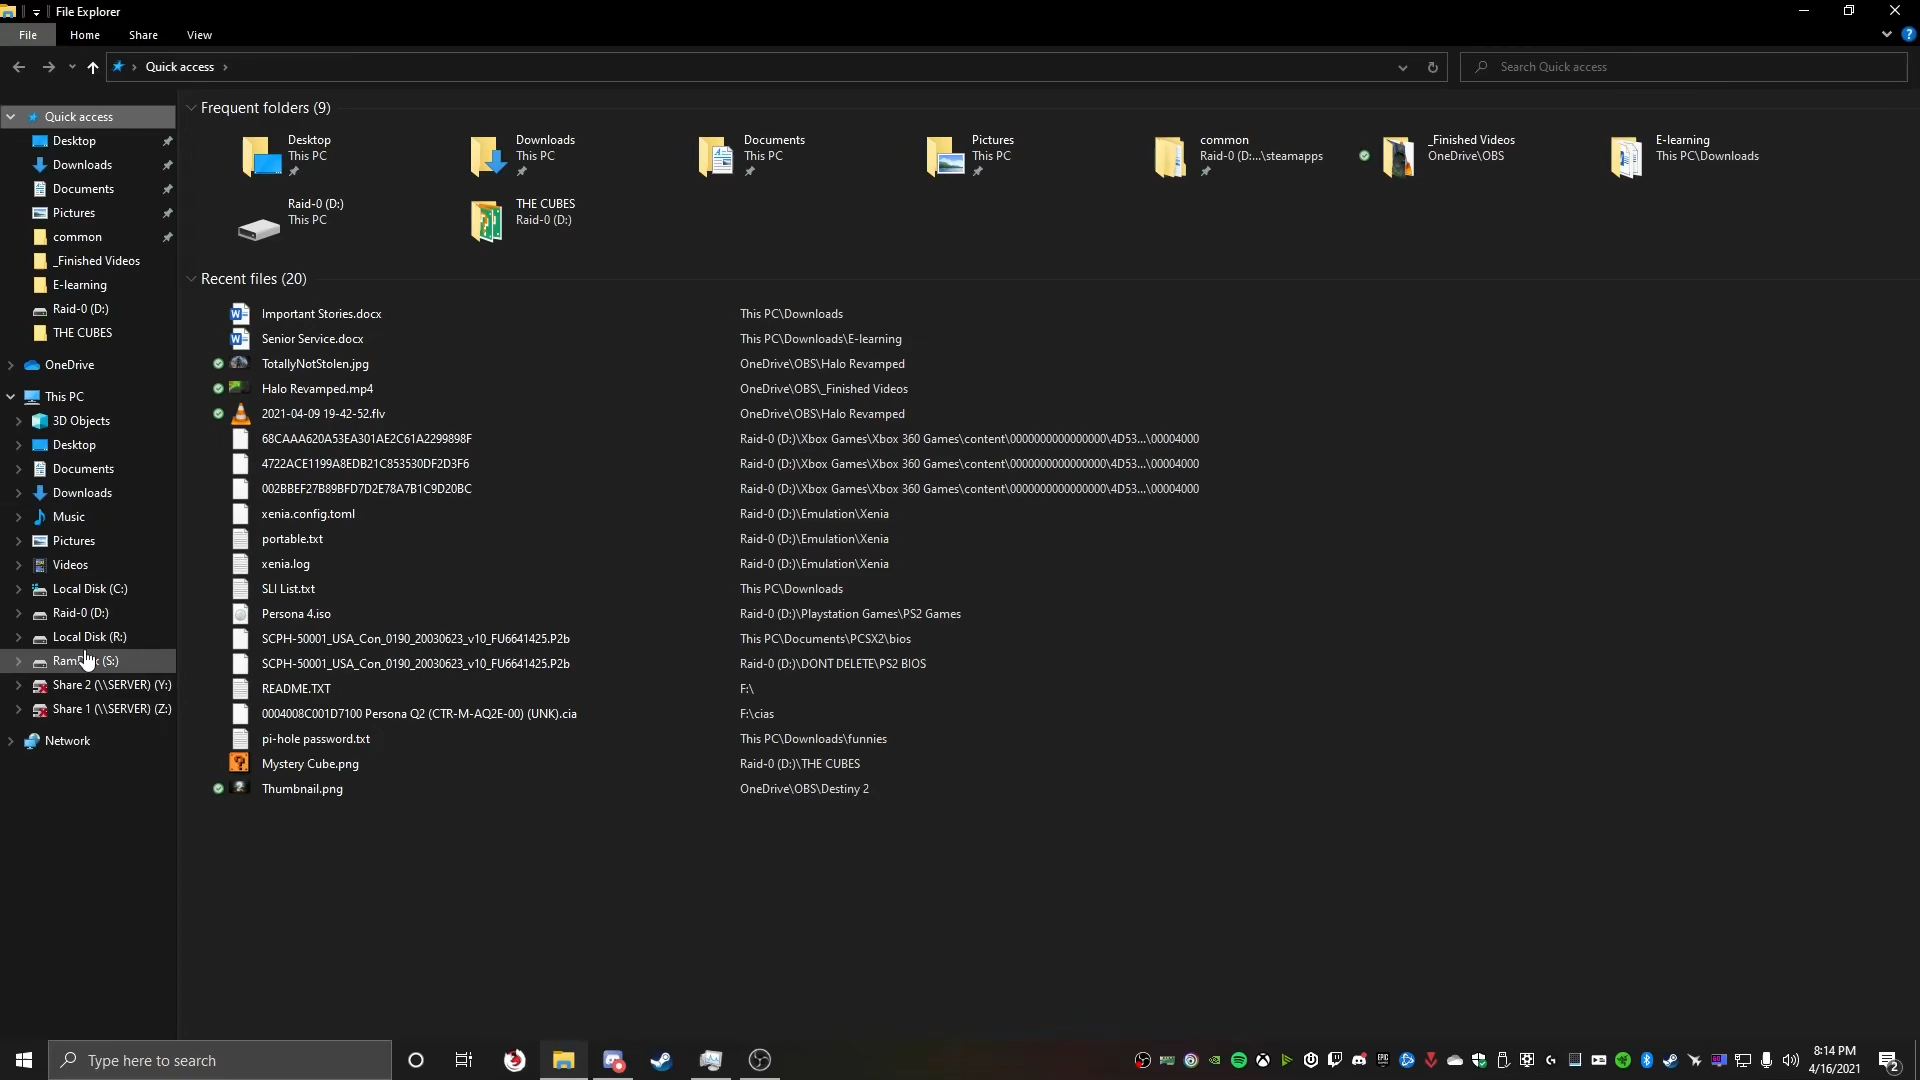 File Explorer
File Home Share View
Quick access
Search Quick access
Quick access
Desktop
Downloads
Documents
Pictures
common
_Finished Videos
E-learning
Raid-0 (D:)
THE CUBES
OneDrive
This PC
3D Objects
Desktop
Documents
Downloads
Music
Pictures
Videos
Local Disk (C:)
Raid-0 (D:)
Local Disk (R:)
(S:)
Share 2 (\\SERVER) (Y:)
Share 1 (\\SERVER) (Z:)
Network
Frequent folders (9)
Desktop
This PC
Downloads
This PC
Documents
This PC
Pictures
This PC
common
Raid-0 (D:...\steamapps
_Finished Videos
OneDrive\OBS
E-learning
This PC\Downloads
Raid-0 (D:)
This PC
THE CUBES
Raid-0 (D:)
Recent files (20)
Important Stories.docx This PC\Downloads
Senior Service.docx This PC\Downloads\E-learning
TotallyNotStolen.jpg OneDrive\OBS\Halo Revamped
Halo Revamped.mp4 OneDrive\OBS\_Finished Videos
2021-04-09 19-42-52.flv OneDrive\OBS\Halo Revamped
68CAAA620A53EA301AE2C61A2299898F Raid-0 (D:)\Xbox Games\Xbox 360 Games\content\0000000000000000\4D53...\00004000
4722ACE1199A8EDB21C853530DF2D3F6 Raid-0 (D:)\Xbox Games\Xbox 360 Games\content\0000000000000000\4D53...\00004000
002BBEF27B89BFD7D2E78A7B1C9D20BC Raid-0 (D:)\Xbox Games\Xbox 360 Games\content\0000000000000000\4D53...\00004000
xenia.config.toml Raid-0 (D:)\Emulation\Xenia
portable.txt Raid-0 (D:)\Emulation\Xenia
xenia.log Raid-0 (D:)\Emulation\Xenia
SLI List.txt This PC\Downloads
Persona 4.iso Raid-0 (D:)\Playstation Games\PS2 Games
SCPH-50001_USA_Con_0190_20030623_v10_FU6641425.P2b This PC\Documents\PCSX2\bios
SCPH-50001_USA_Con_0190_20030623_v10_FU6641425.P2b Raid-0 (D:)\DONT DELETE\PS2 BIOS
README.TXT F:\
0004008C001D7100 Persona Q2 (CTR-M-AQ2E-00) (UNK).cia F:\cias
pi-hole password.txt This PC\Downloads\funnies
Mystery Cube.png Raid-0 (D:)\THE CUBES
Thumbnail.png OneDrive\OBS\Destiny 2
Type here to search
8:14 PM
4/16/2021
2